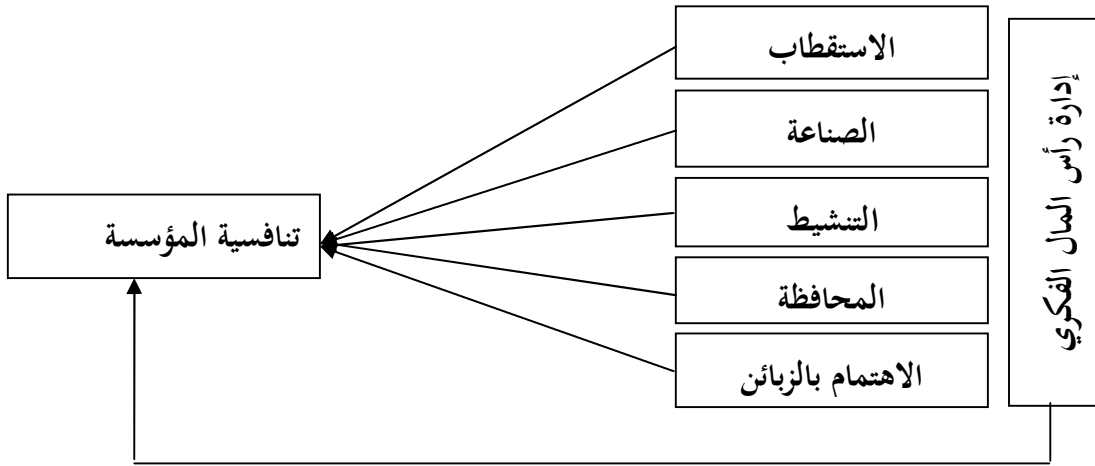 إدارة رأس المال الفكري
الاستقطاب
الصناعة
التنشيط
المحافظة
الاهتمام بالزبائن
تنافسية المؤسسة